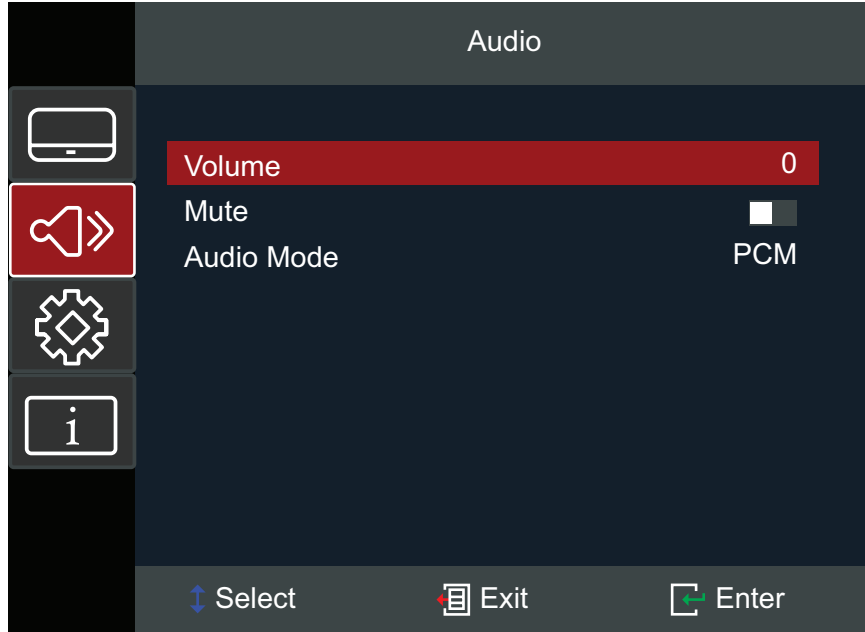 Audio
Volume 0
Mute
Audio Mode PCM
i
Select Exit Enter